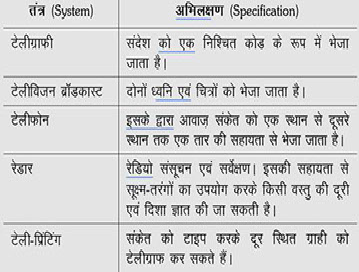 तंत्र (System) अभिलक्षण (Specification)
टेलीग्राफी संदेश को एक निश्चित कोड के रूप में भेजा
जाता है।
टेलीविजन ब्रॉडकास्ट दोनों ध्वनि एवं चित्रों को भेजा जाता है।
टेलीफोन इसके द्वारा आवाज़ संकेत को एक स्थान से दूसरे
स्थान तक एक तार की सहायता से भेजा जाता है।
रेडार रेडियो संसूचन एवं सर्वेक्षण। इसकी सहायता से
सूक्ष्म-तरंगों का उपयोग करके किसी वस्तु की दूरी
एवं दिशा ज्ञात की जा सकती है।
टेली-प्रिंटिंग संकेत को टाइप करके दूर स्थित ग्राही को
टेलीग्राफ कर सकते हैं।